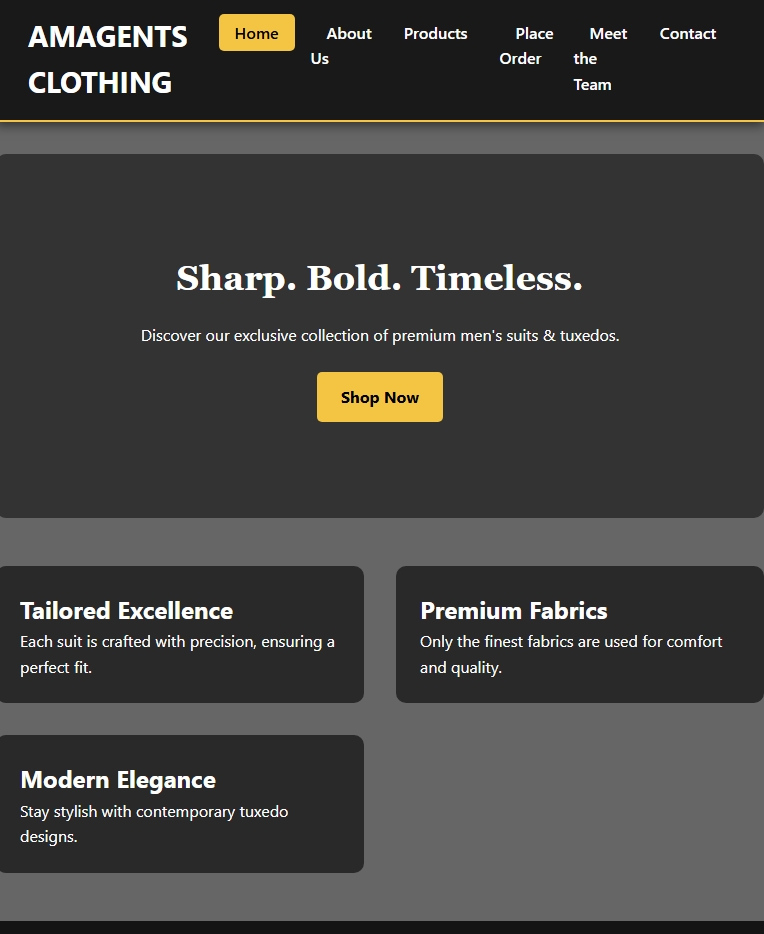 AMAGENTS
CLOTHING
Home
About
Us
Products
Place
Order
Meet
the
Team
Contact
Sharp. Bold. Timeless.
Discover our exclusive collection of premium men's suits & tuxedos.
Shop Now
Tailored Excellence
Each suit is crafted with precision, ensuring a
perfect fit.
Premium Fabrics
Only the finest fabrics are used for comfort
and quality.
Modern Elegance
Stay stylish with contemporary tuxedo
designs.